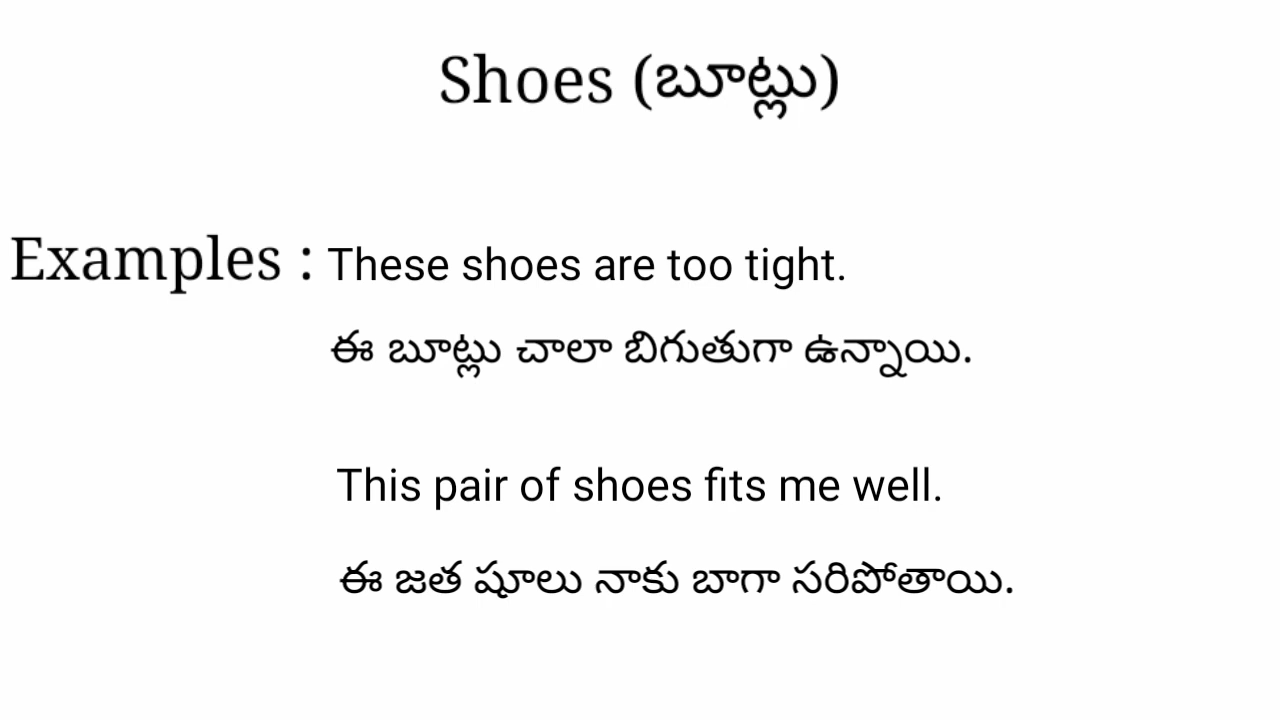 Shoes (బూట్లు)
Examples : These shoes are too tight.
ఈ బూట్లు చాలా బిగుతుగా ఉన్నాయి.
This pair of shoes fits me well.
ఈ జత షూలు నాకు బాగా సరిపోతాయి.